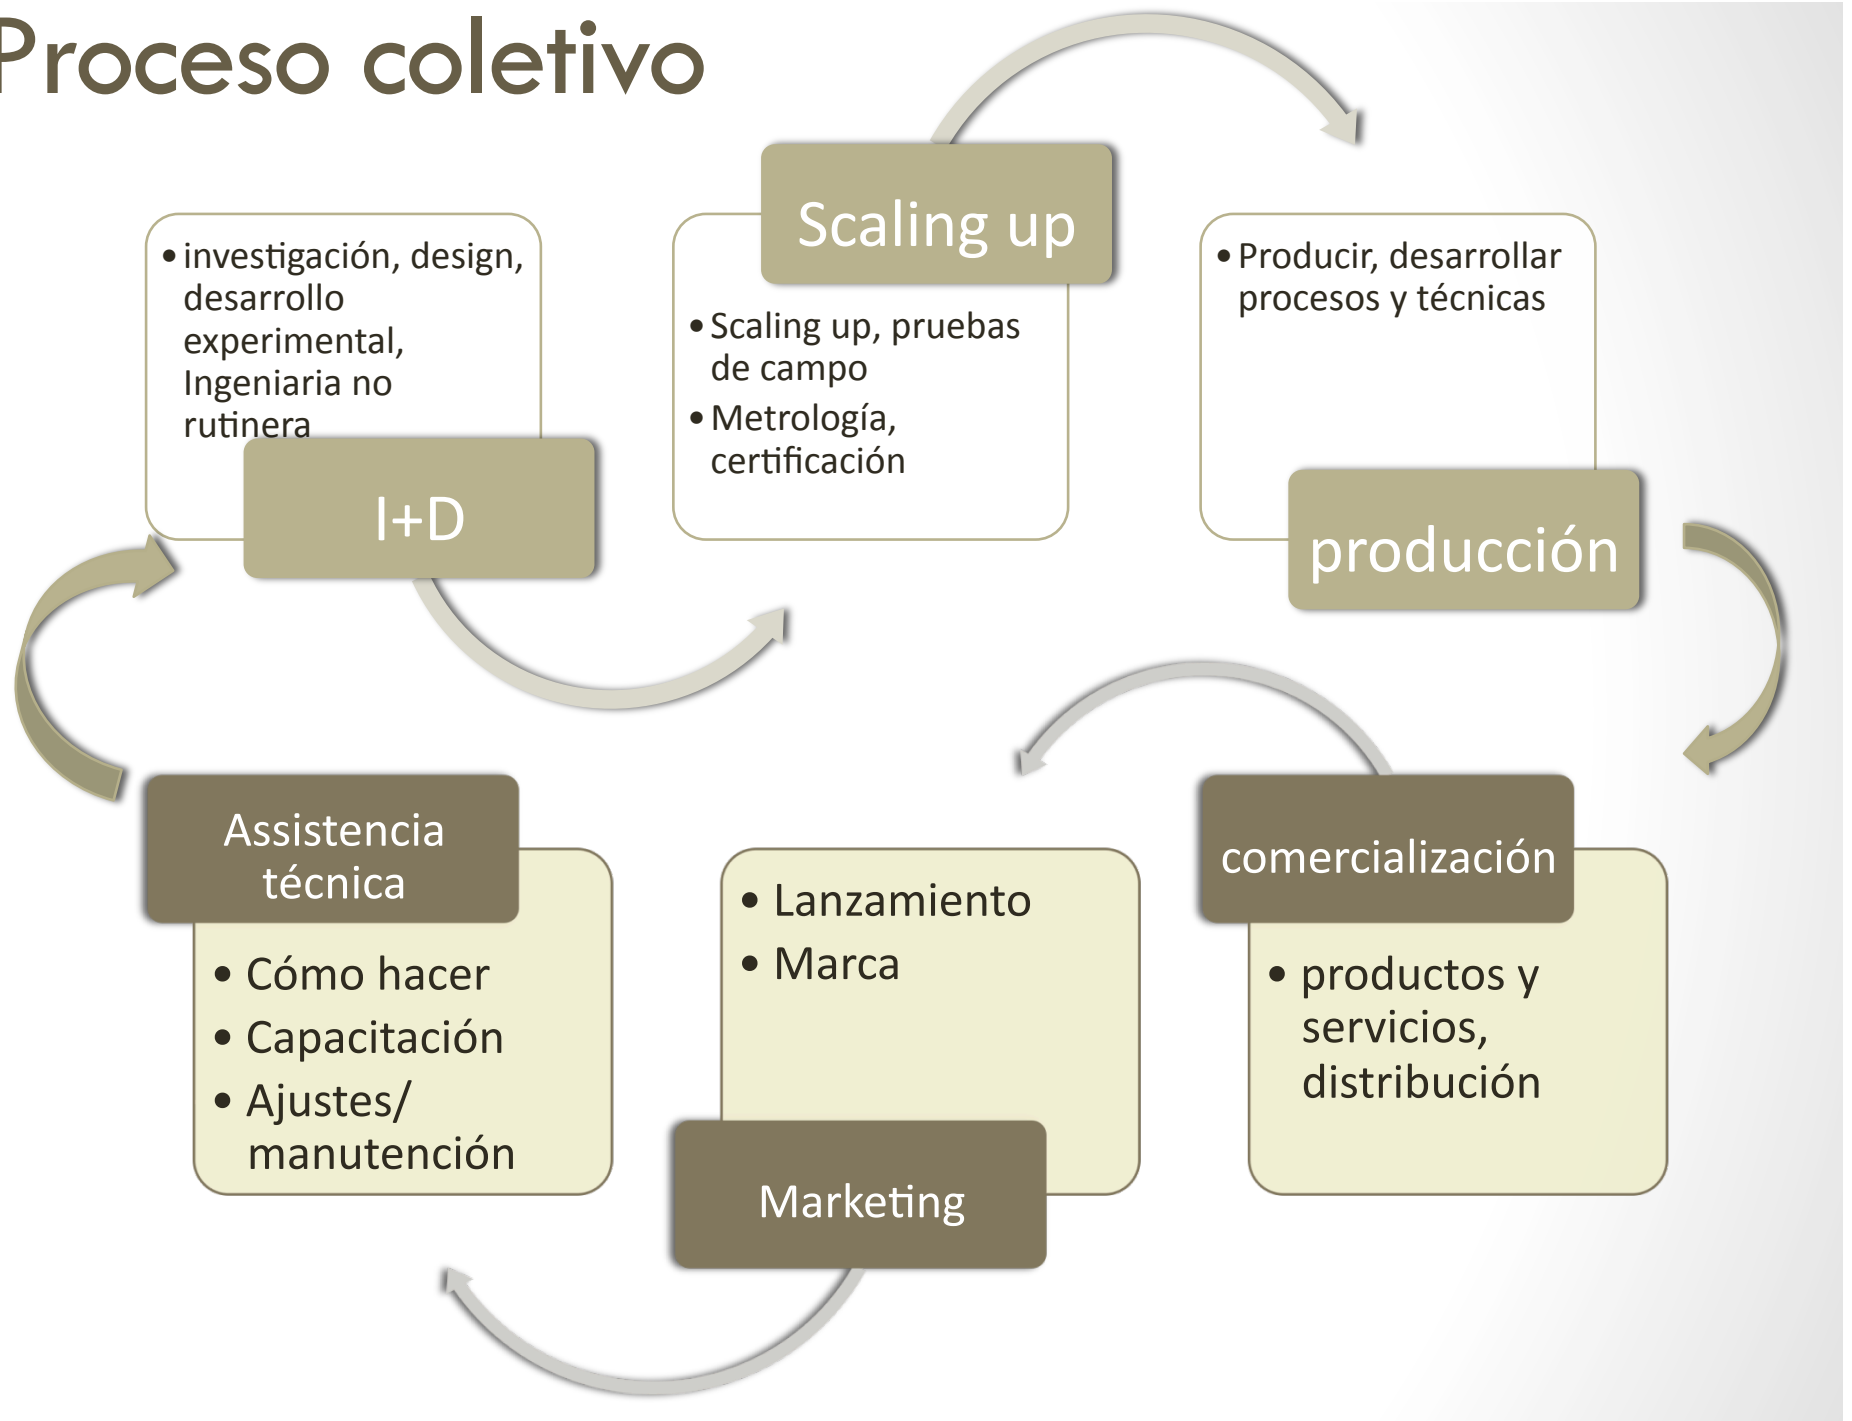 Proceso coletivo
• investigación, design,
desarrollo
experimental,
Ingeniaria no
rutinera
I+D
Scaling up
• Scaling up, pruebas
de campo
• Metrología,
certificación
• Producir, desarrollar
procesos y técnicas
producción
comercialización
• productos y
servicios,
distribución
• Lanzamiento
• Marca
Marketing
Assistencia
técnica
• Cómo hacer
• Capacitación
• Ajustes/
manutención